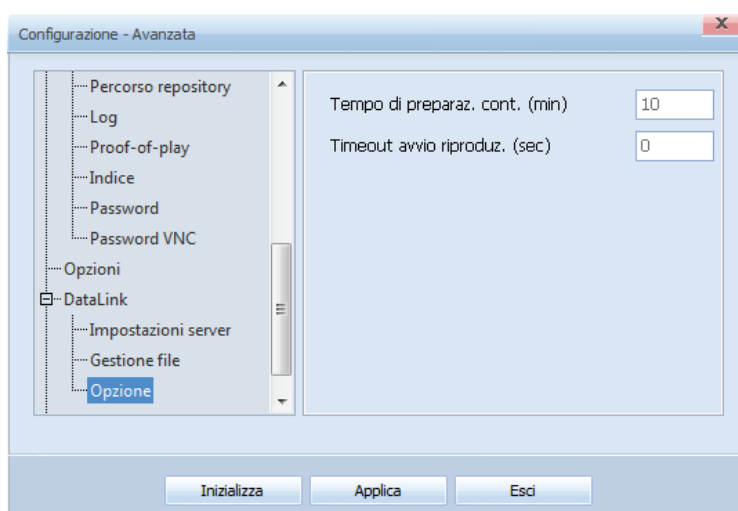 Configurazione - Avanzata
x
Percorso repository
Log
Proof-of-play
Indice
Password
Password VNC
Opzioni
DataLink
Impostazioni server
Gestione file
Opzione
Tempo di preparaz. cont. (min) 10
Timeout avvio riproduz. (sec) 0
Inizializza Applica Esci